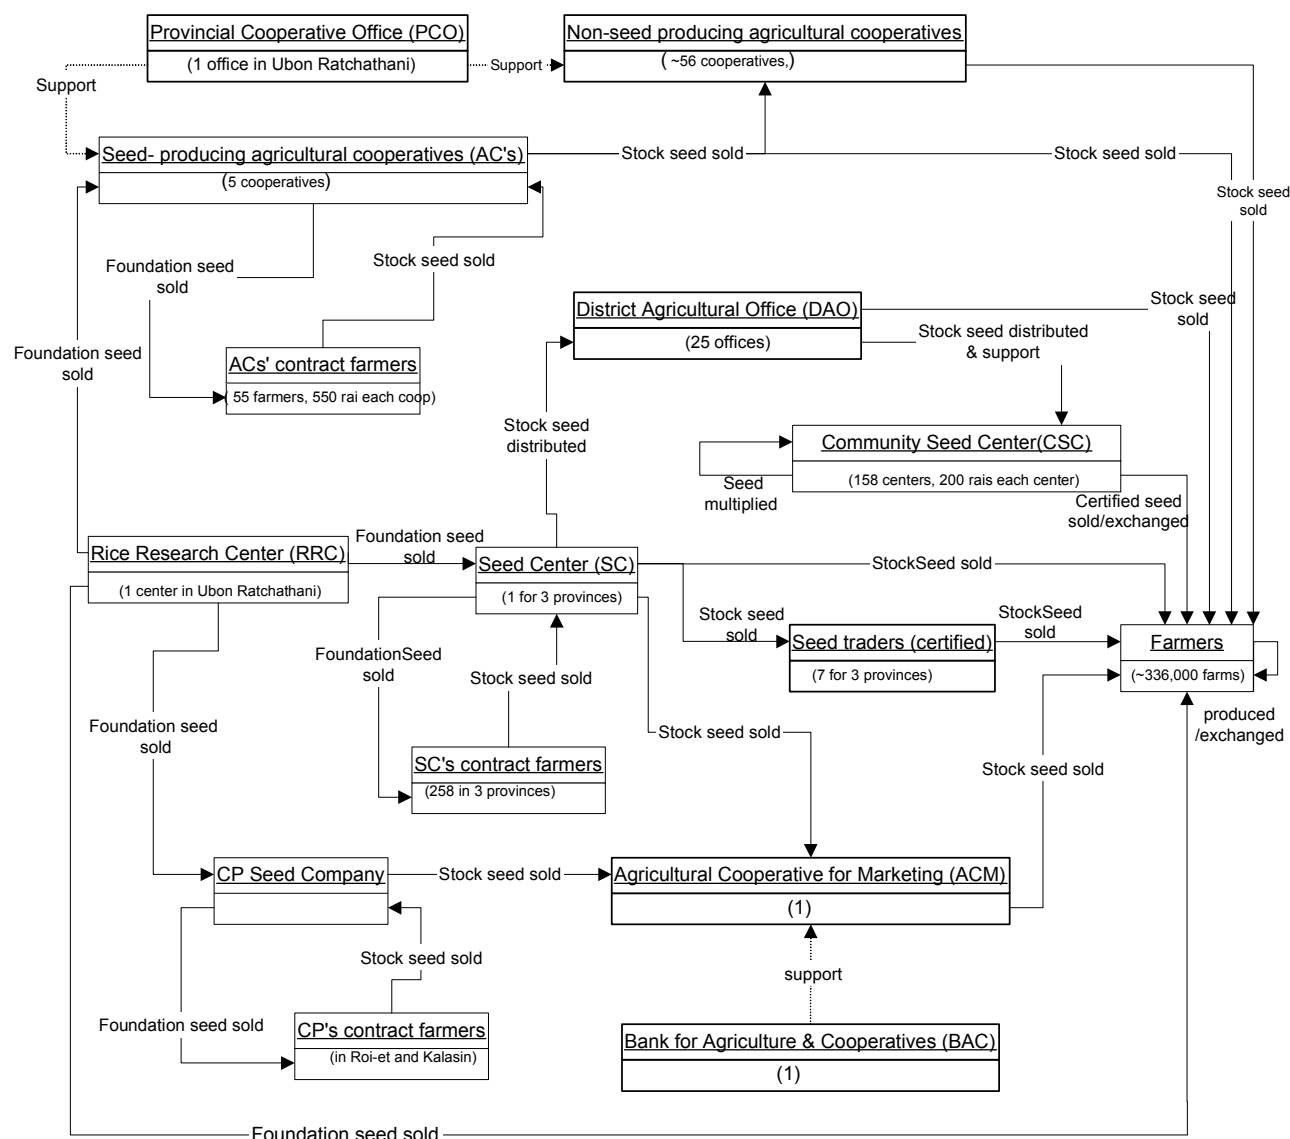 Provincial Cooperative Office (PCO)
(1 office in Ubon Ratchathani)
Non-seed producing agricultural cooperatives
( ~56 cooperatives,)
Support
Support
Seed- producing agricultural cooperatives (AC's)
(5 cooperatives)
Stock seed sold
Stock seed sold
Stock seed
sold
Foundation seed
sold
Stock seed sold
District Agricultural Office (DAO)
(25 offices)
Stock seed
sold
Stock seed distributed
& support
Foundation seed
sold
ACs' contract farmers
( 55 farmers, 550 rai each coop)
Stock seed
distributed
Community Seed Center(CSC)
(158 centers, 200 rais each center)
Seed
multiplied
Certified seed
sold/exchanged
Rice Research Center (RRC)
(1 center in Ubon Ratchathani)
Foundation seed
sold
Seed Center (SC)
(1 for 3 provinces)
StockSeed sold
Stock seed
sold
Seed traders (certified)
(7 for 3 provinces)
StockSeed
sold
Farmers
(~336,000 farms)
FoundationSeed
sold
Stock seed sold
produced
/exchanged
Foundation seed
sold
Stock seed sold
SC's contract farmers
(258 in 3 provinces)
Stock seed sold
CP Seed Company
Stock seed sold
Agricultural Cooperative for Marketing (ACM)
(1)
Stock seed sold
support
Foundation seed sold
CP's contract farmers
(in Roi-et and Kalasin)
Bank for Agriculture & Cooperatives (BAC)
(1)
Foundation seed sold